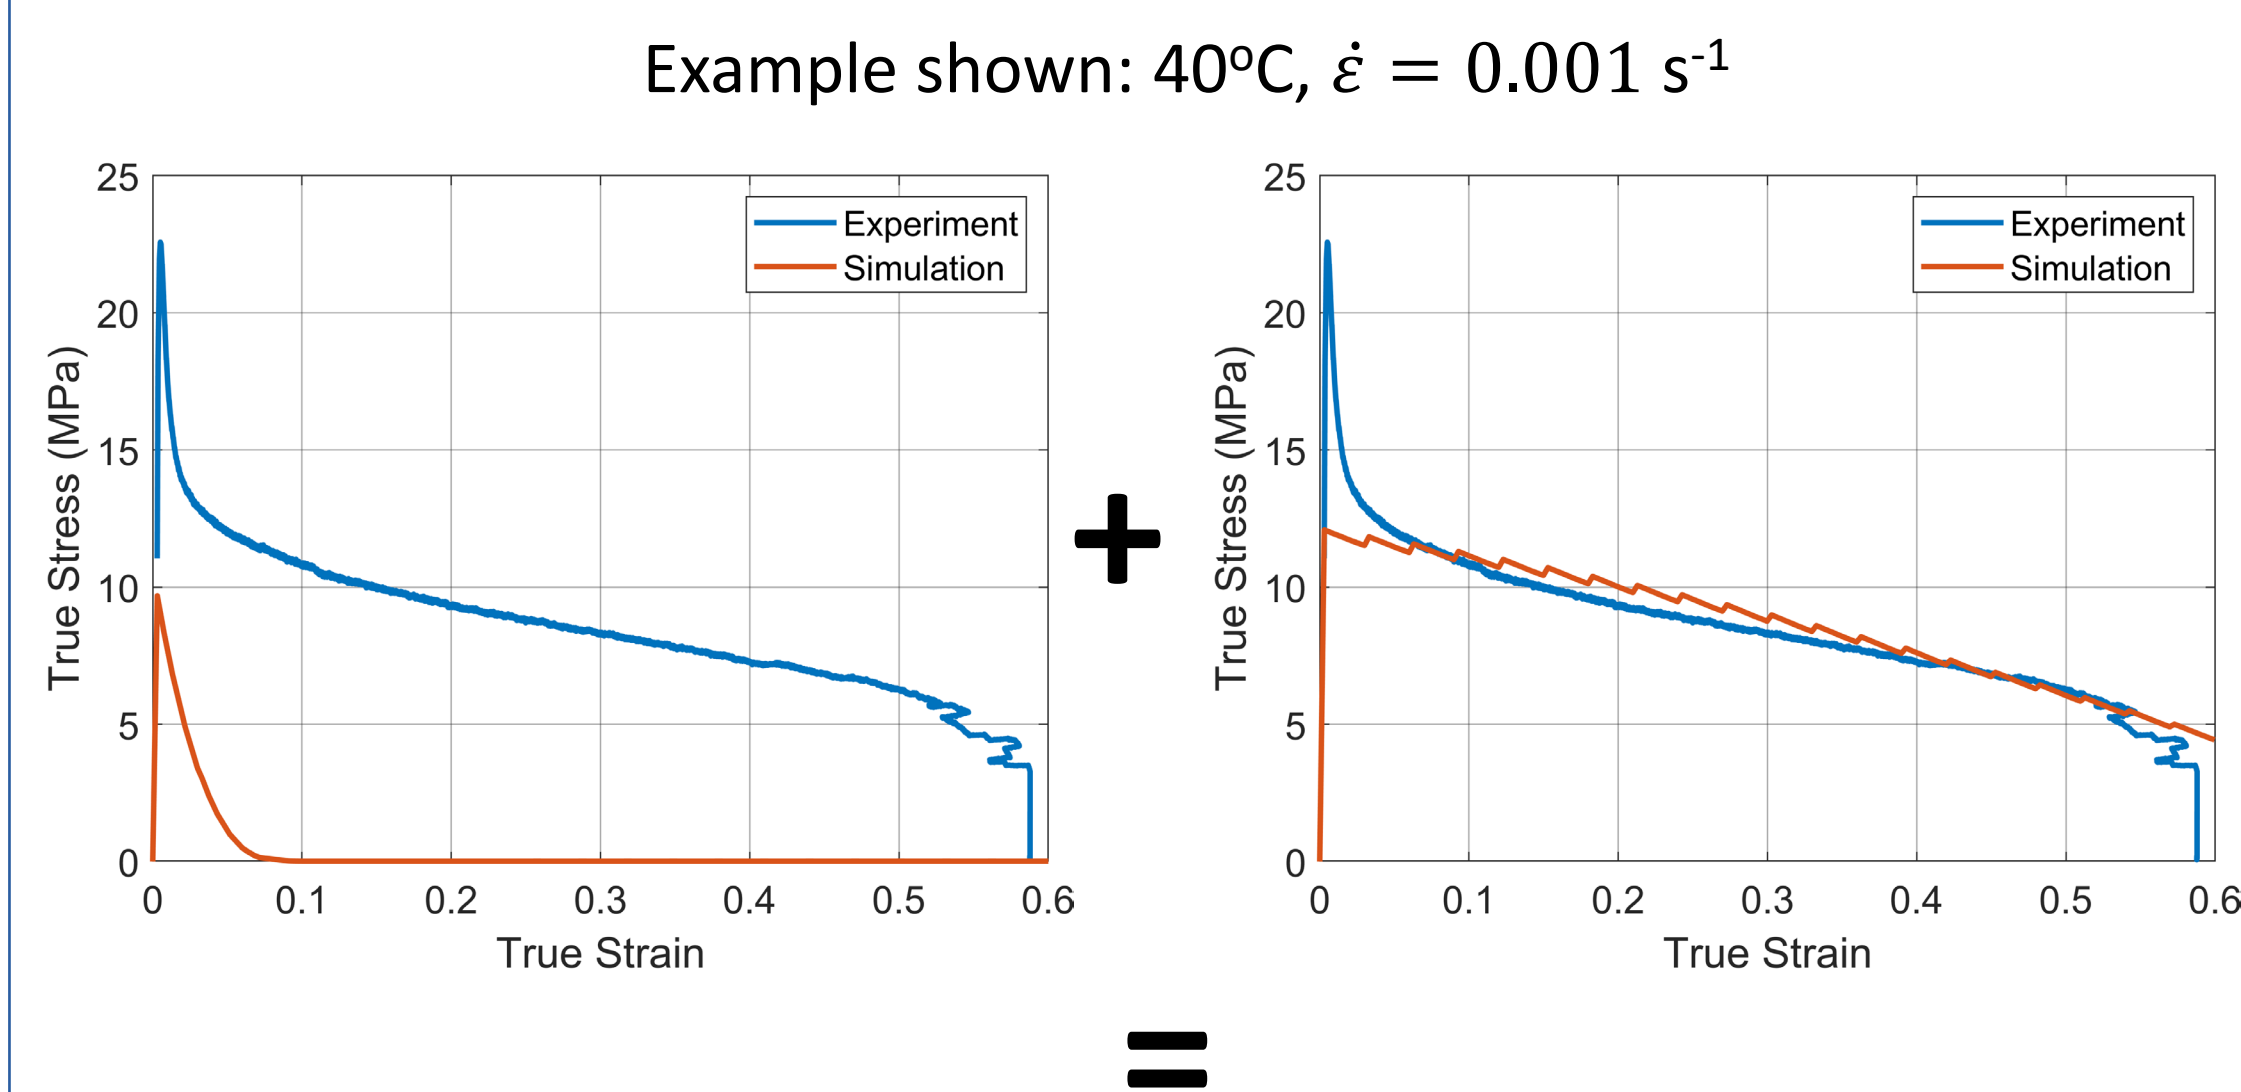 Example shown: 40ºC, ε̇ = 0.001 s⁻¹
25
20
15
10
5
0
True Stress (MPa)
Experiment
Simulation
0 0.1 0.2 0.3 0.4 0.5 0.6
True Strain
+
25
20
15
10
5
0
True Stress (MPa)
Experiment
Simulation
0 0.1 0.2 0.3 0.4 0.5 0.6
True Strain
=